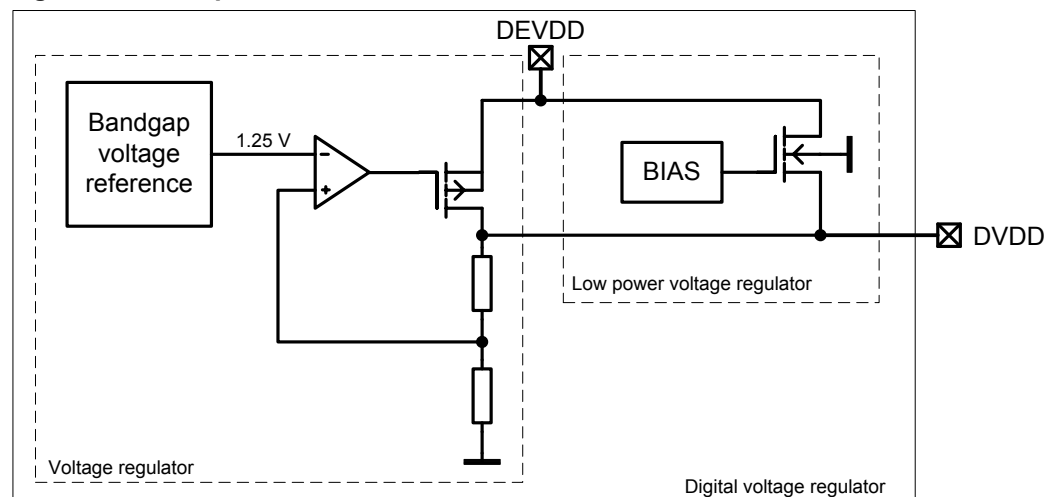 DEVDD
Bandgap
voltage
reference
1.25 V
−
+
BIAS
DVDD
Low power voltage regulator
Voltage regulator
Digital voltage regulator